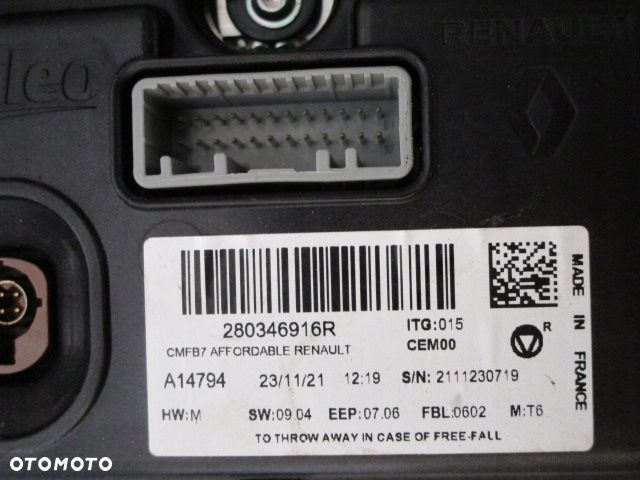 leo
RENAULT
280346916R
ITG:015
CMFB7 AFFORDABLE RENAULT
CEM00
R
A14794 23/11/21 12:19 S/N: 2111230719
HW:M SW:09.04 EEP:07.06 FBL:0602 M:T6
TO THROW AWAY IN CASE OF FREE-FALL
MADE IN FRANCE
OTOMOTO